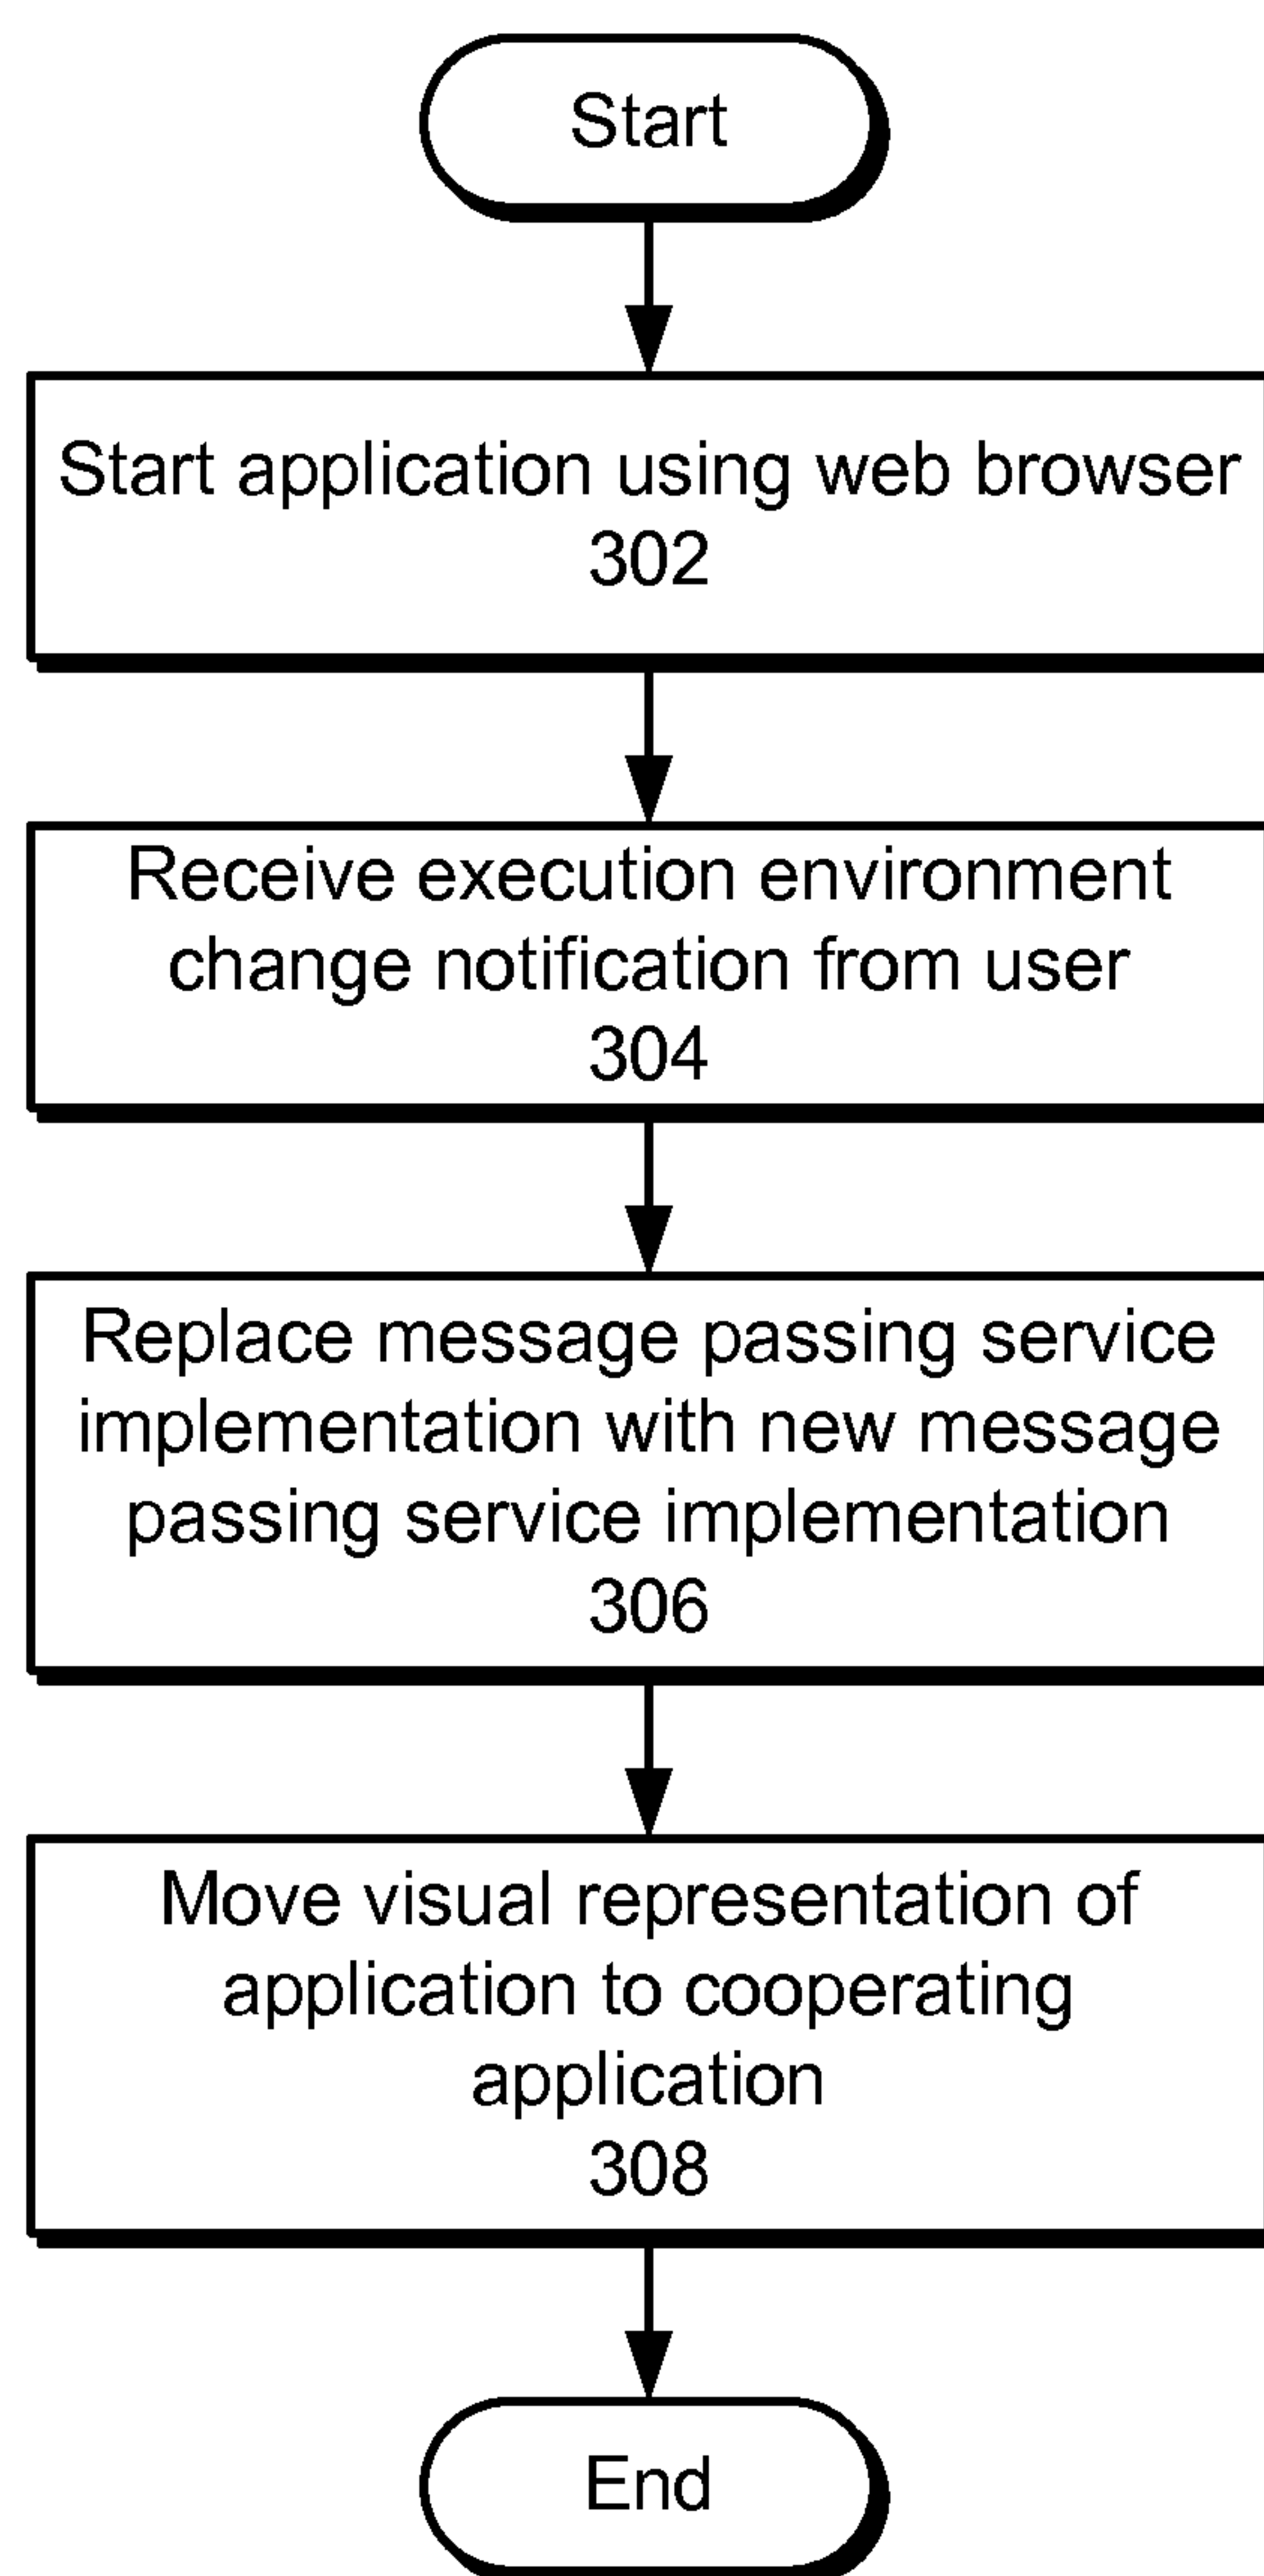 Start
Start application using web browser
302
Receive execution environment
change notification from user
304
Replace message passing service
implementation with new message
passing service implementation
306
Move visual representation of
application to cooperating
application
308
End